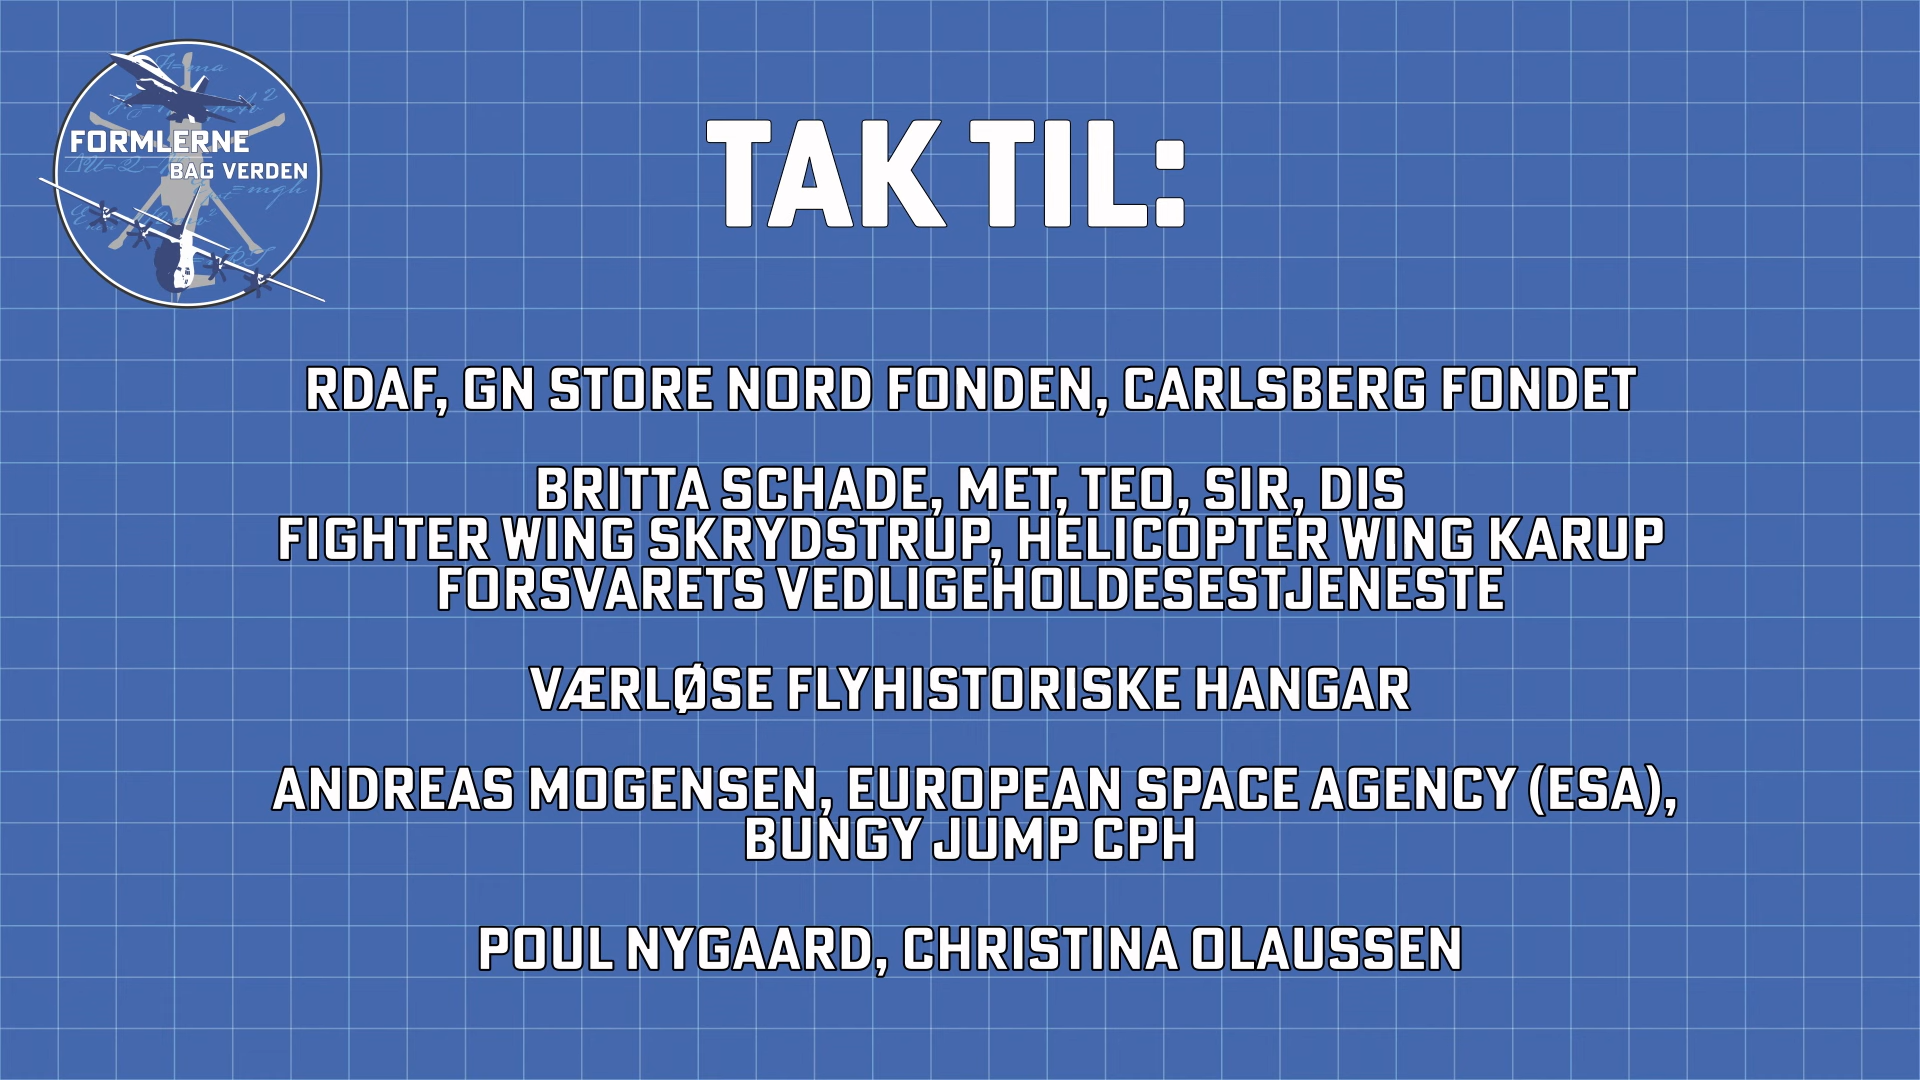 FORMLERNE
BAG VERDEN
TAK TIL:
RDAF, GN STORE NORD FONDEN, CARLSBERG FONDET
BRITTA SCHADE, MET, TEO, SIR, DIS
FIGHTER WING SKRYDSTRUP, HELICOPTER WING KARUP
FORSVARETS VEDLIGEHOLDESESTJENESTE
VÆRLØSE FLYHISTORISKE HANGAR
ANDREAS MOGENSEN, EUROPEAN SPACE AGENCY (ESA),
BUNGY JUMP CPH
POUL NYGAARD, CHRISTINA OLAUSSEN